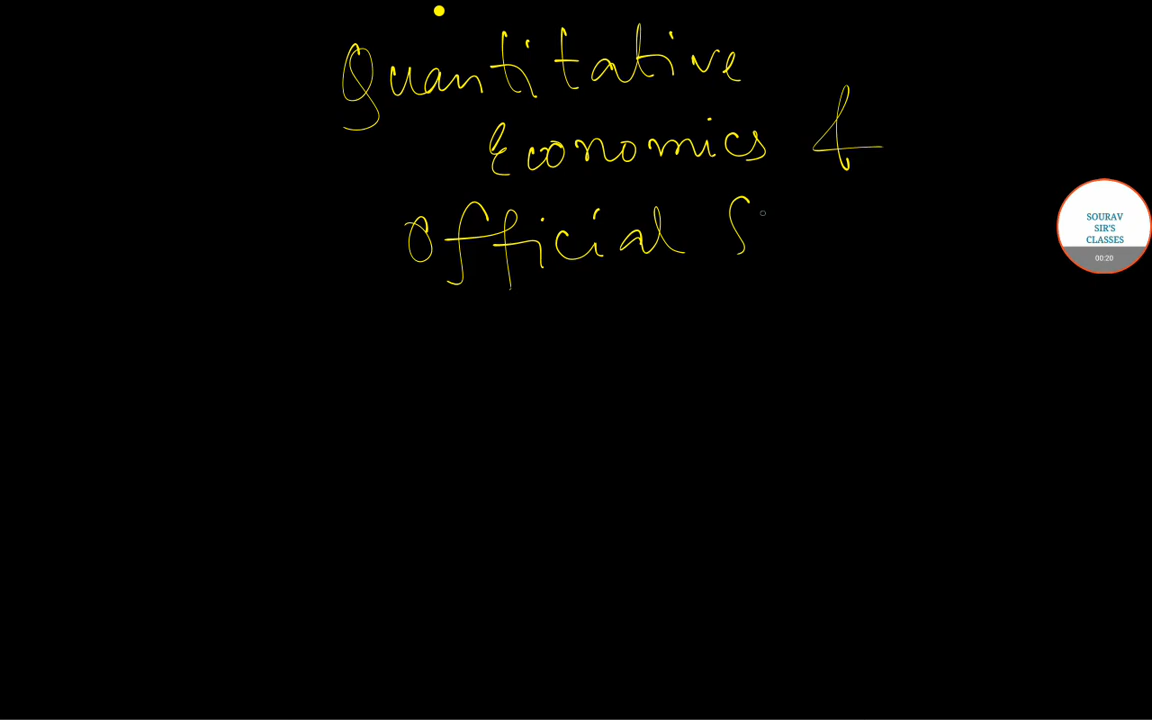 Quantitative
Economics &
Official S
SOURAV
SIR'S
CLASSES
00:20